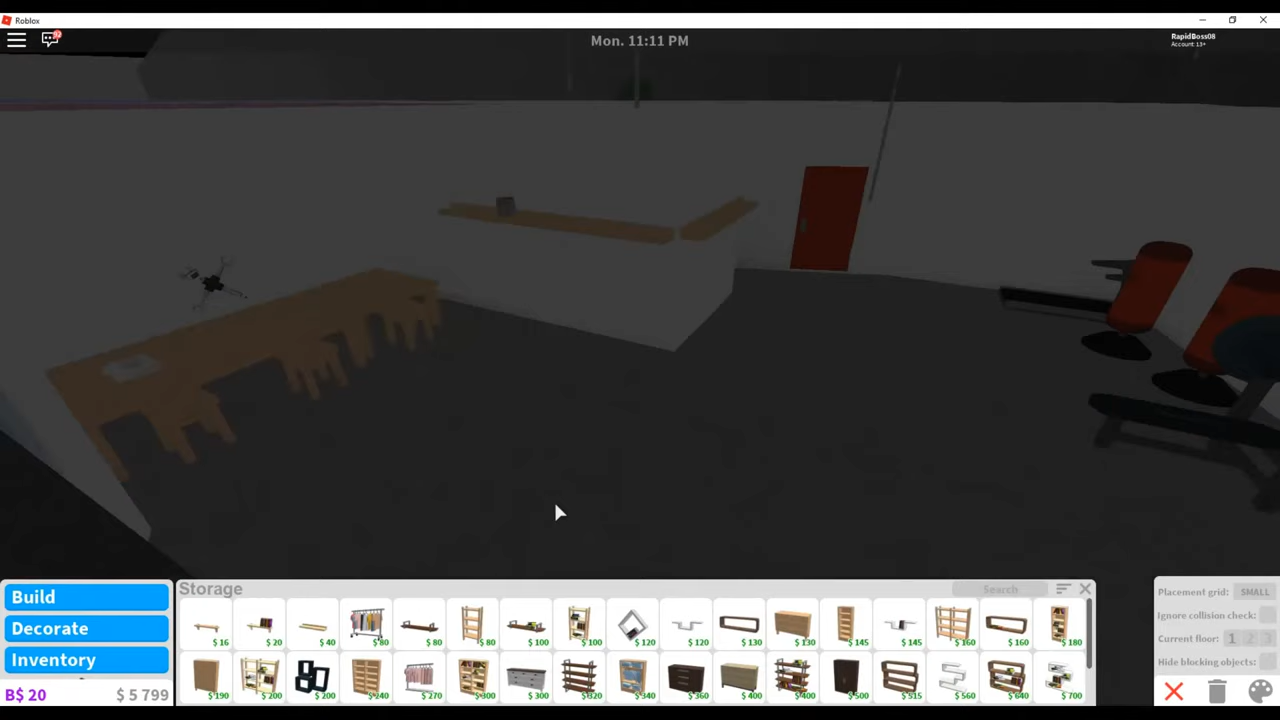 Roblox
92
Mon. 11:11 PM
RapidBoss08
Account: 13+
Build
Decorate
Inventory
B$ 20
$ 5 799
Storage
Search
$ 16
$ 20
$ 40
$ 80
$ 80
$ 80
$ 100
$ 100
$ 120
$ 120
$ 130
$ 130
$ 145
$ 145
$ 160
$ 160
$ 180
$ 190
$ 200
$ 200
$ 240
$ 270
$ 300
$ 300
$ 320
$ 340
$ 360
$ 400
$ 400
$ 500
$ 515
$ 560
$ 640
$ 700
Placement grid: SMALL
Ignore collision check:
Current floor: 1 2 3
Hide blocking objects: